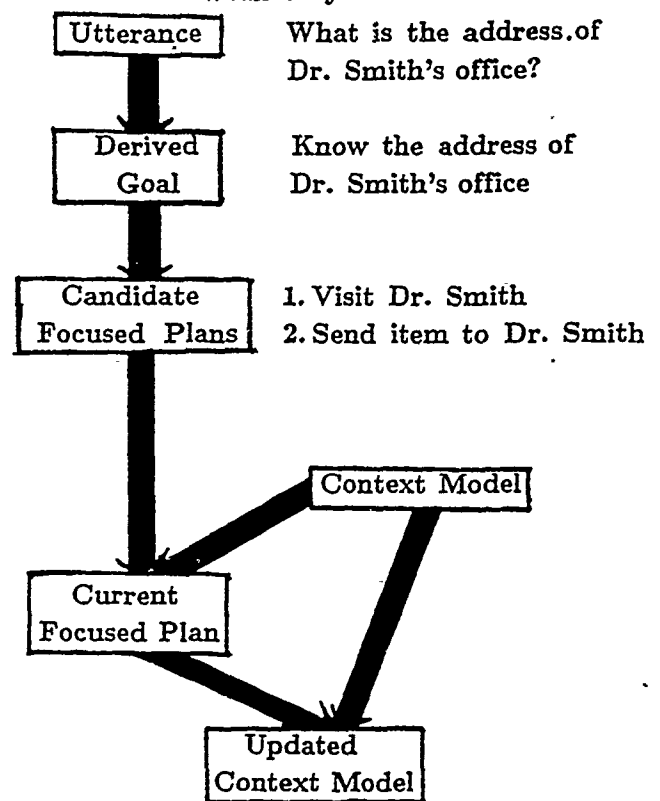 Utterance
What is the address.of
Dr. Smith's office?
Derived
Goal
Know the address of
Dr. Smith's office
Candidate
Focused Plans
1. Visit Dr. Smith
2. Send item to Dr. Smith
Context Model
Current
Focused Plan
Updated
Context Model